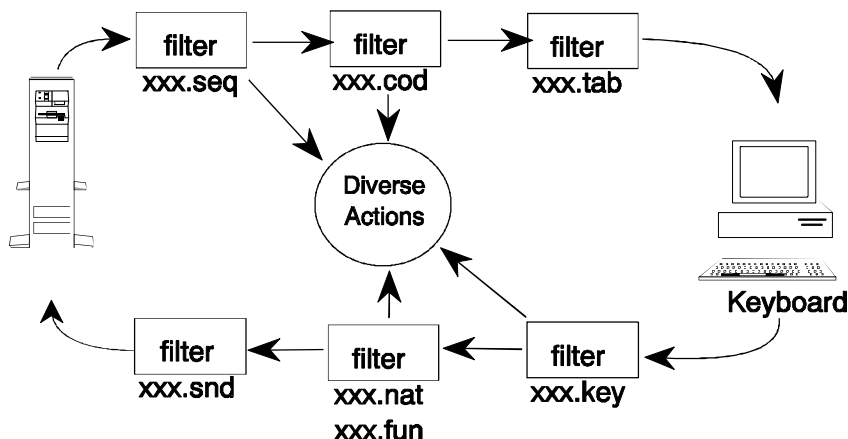 filter
xxx.seq
filter
xxx.cod
filter
xxx.tab
Diverse
Actions
Keyboard
filter
xxx.snd
filter
xxx.nat
xxx.fun
filter
xxx.key